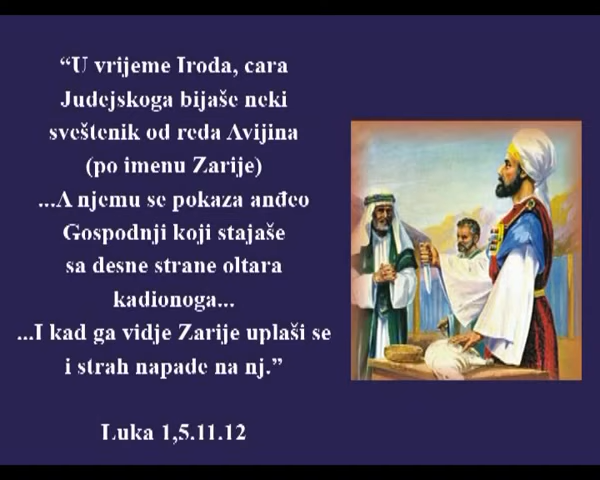 “U vrijeme Iroda, cara
Judejskoga bijaše neki
sveštenik od reda Avijina
(po imenu Zarije)
...A njemu se pokaza anđeo
Gospodnji koji stajaše
sa desne strane oltara
kadionoga...
...I kad ga vidje Zarije uplaši se
i strah napade na nj.”
Luka 1,5.11.12